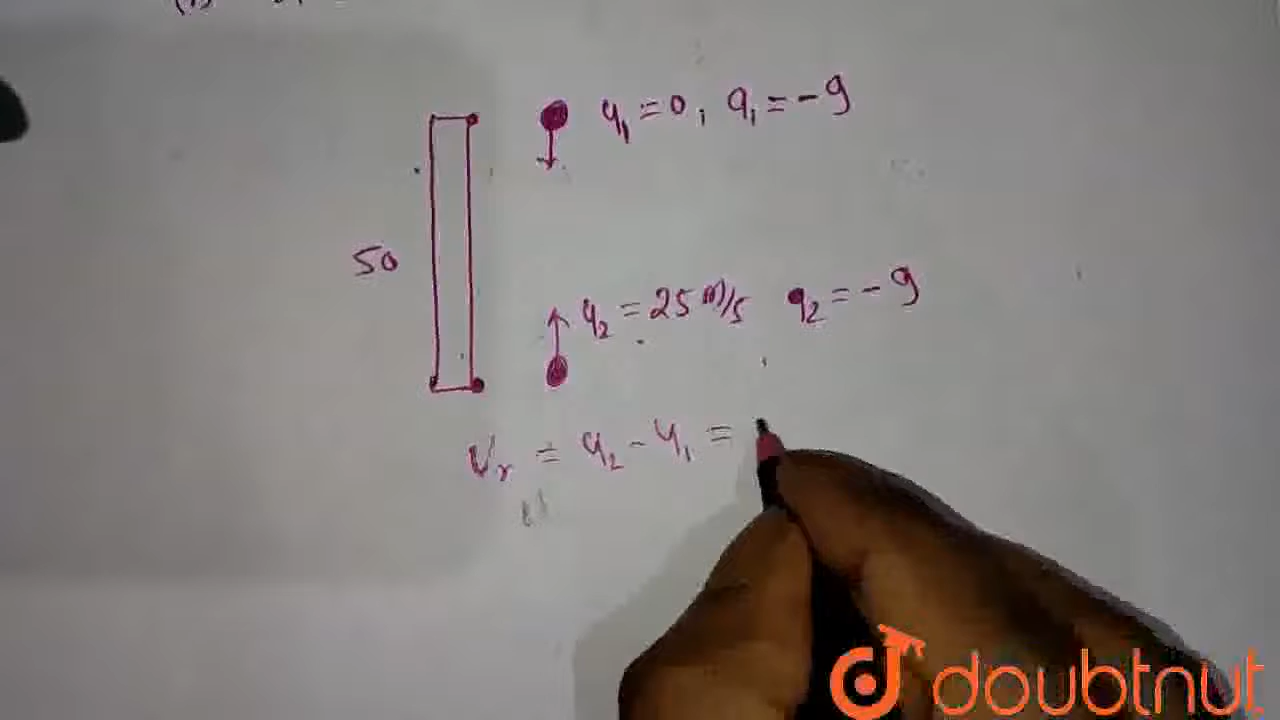 u₁ = 0, a₁ = -g
50
u₂ = 25 m/s a₂ = -g
Vᵣ = u₂ - u₁ =
doubtnut